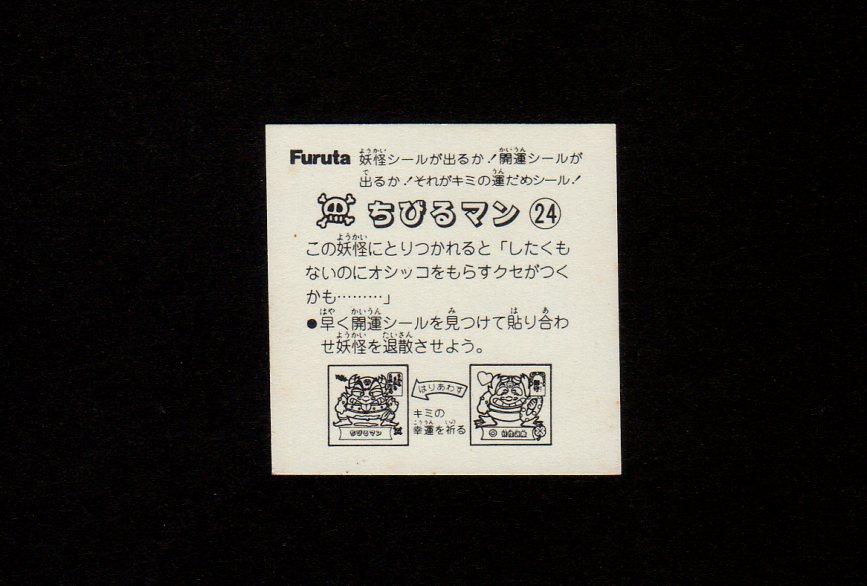 Furuta 妖怪シールが出るか!開運シールが
出るか!それがキミの運だめシール!
ちびるマン 24
この妖怪にとりつかれると「したくも
ないのにオシッコをもらすクセがつく
かも………」
●早く開運シールを見つけて貼り合わ
せ妖怪を退散させよう。
はりあわす
キミの
幸運を祈る
ちびるマン